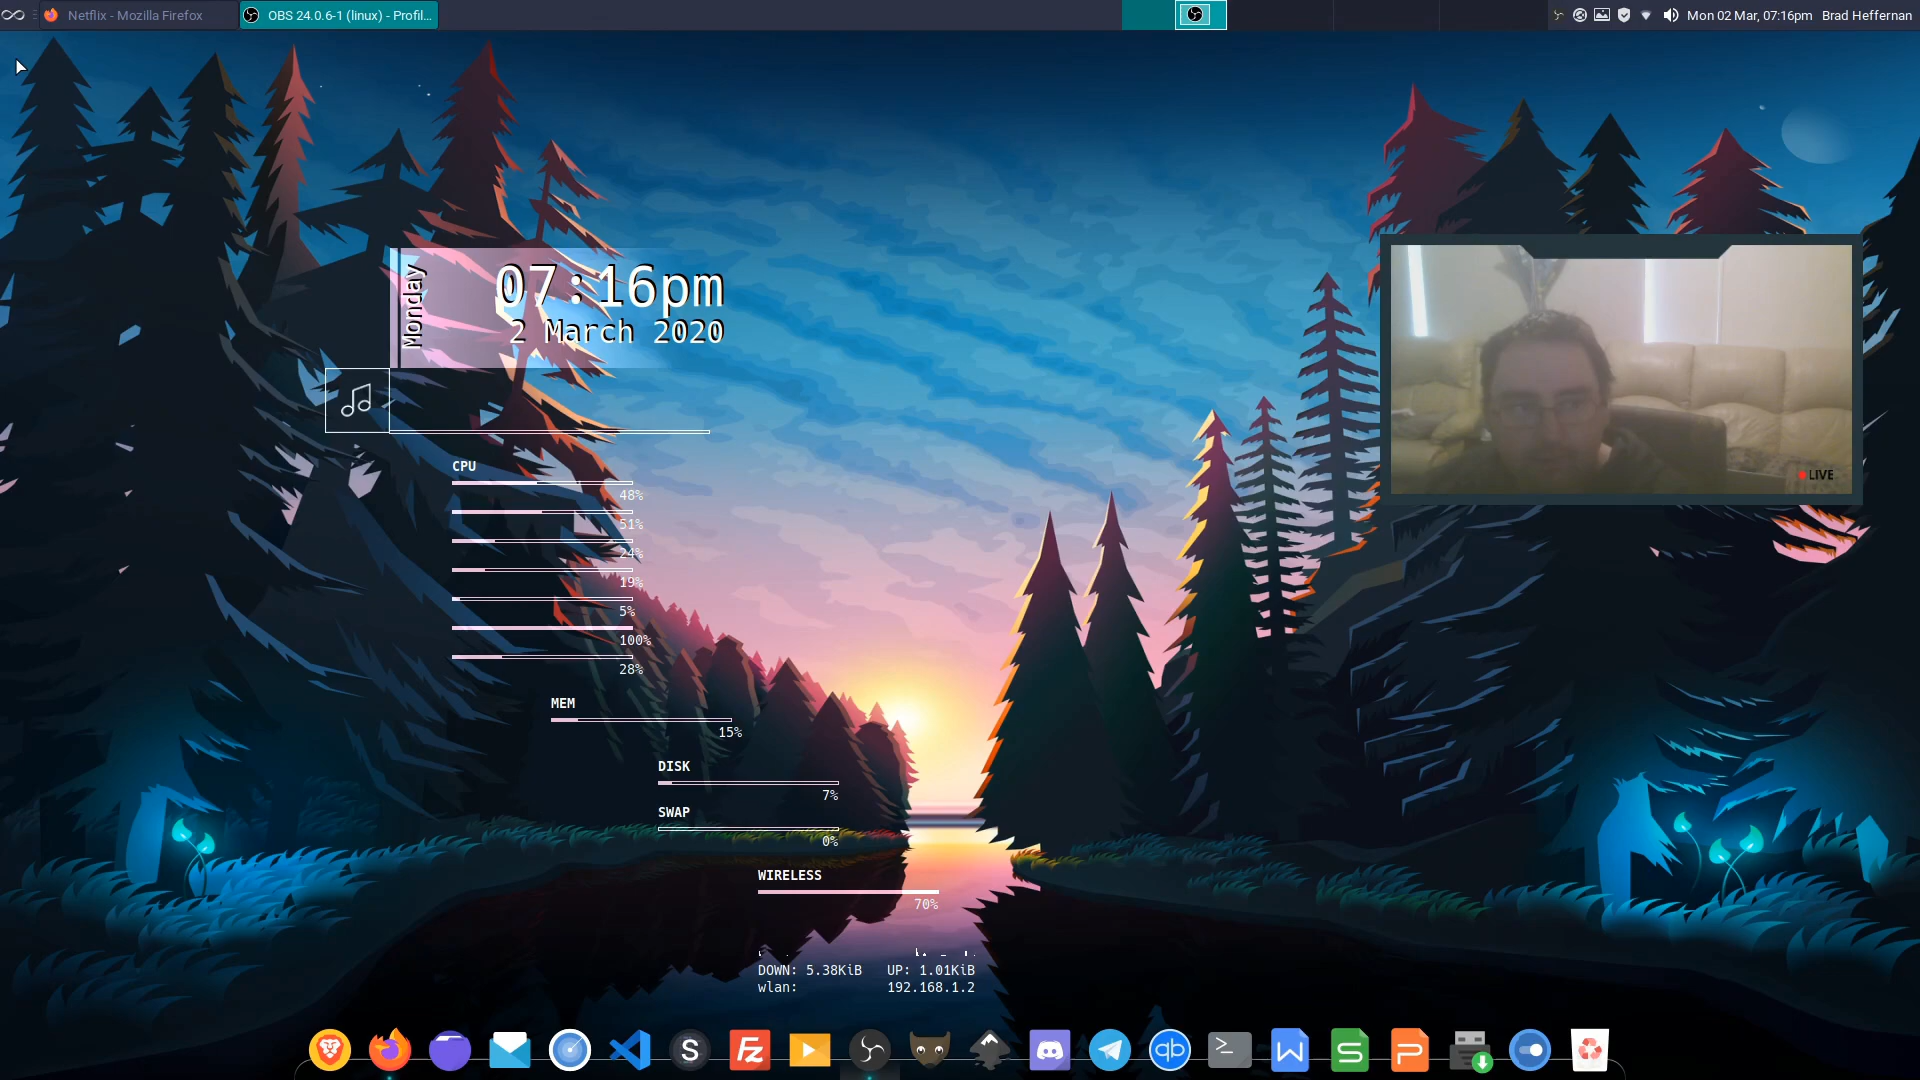 Netflix - Mozilla Firefox
OBS 24.0.6-1 (linux) - Profil...
Mon 02 Mar, 07:16pm
Brad Heffernan
Monday
07:16pm
2 March 2020
CPU
48%
51%
24%
19%
5%
100%
28%
MEM
15%
DISK
7%
SWAP
0%
WIRELESS
70%
DOWN: 5.38KiB UP: 1.01KiB
wlan: 192.168.1.2
LIVE
S
Fz
qb
>_
W
S
P